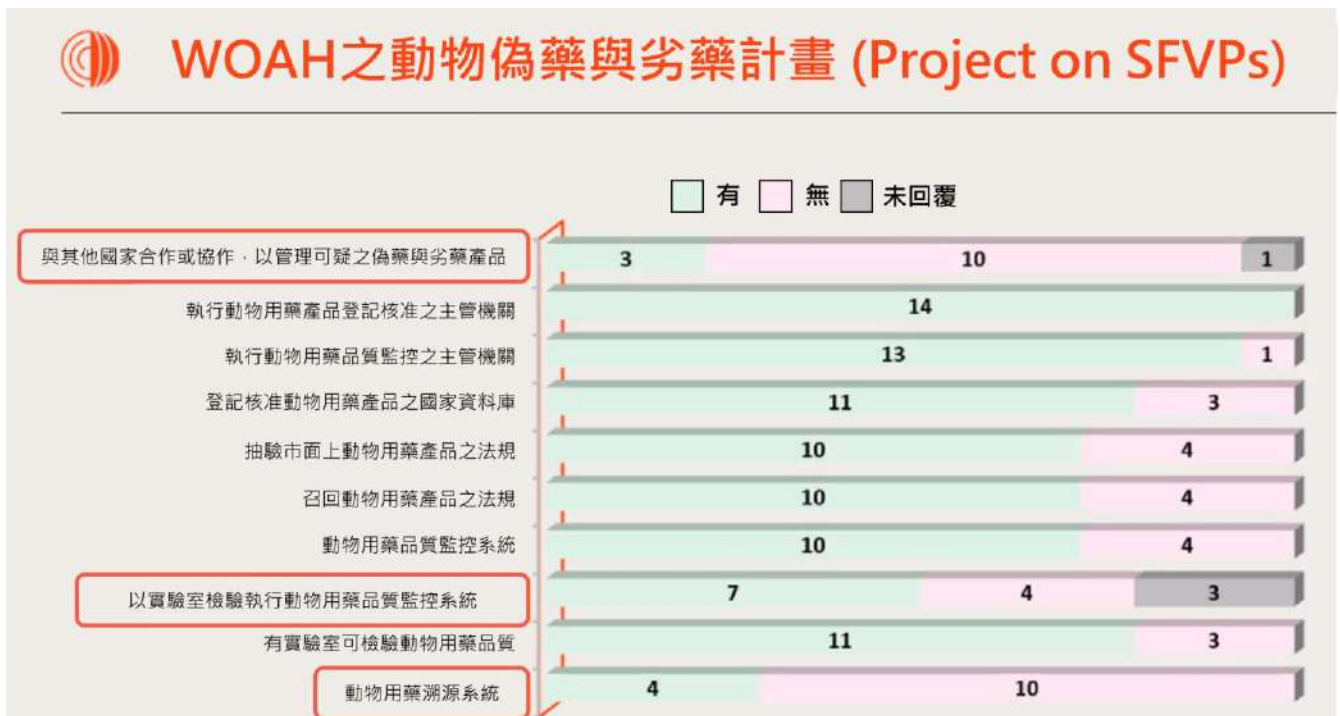 WOAH之動物偽藥與劣藥計畫 (Project on SFVPs)
有 無 未回覆
與其他國家合作或協作，以管理可疑之偽藥與劣藥產品 3 10 1
執行動物用藥產品登記核准之主管機關 14
執行動物用藥品質監控之主管機關 13 1
登記核准動物用藥產品之國家資料庫 11 3
抽驗市面上動物用藥產品之法規 10 4
召回動物用藥產品之法規 10 4
動物用藥品質監控系統 10 4
以實驗室檢驗執行動物用藥品質監控系統 7 4 3
有實驗室可檢驗動物用藥品質 11 3
動物用藥溯源系統 4 10